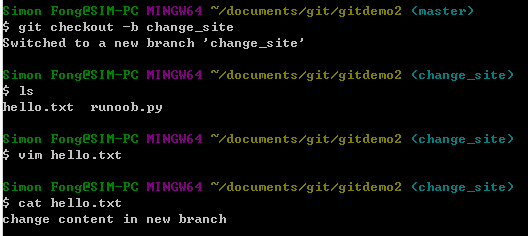 Simon Fong@SIM-PC MINGW64 ~/documents/git/gitdemo2 (master)
$ git checkout -b change_site
Switched to a new branch 'change_site'
Simon Fong@SIM-PC MINGW64 ~/documents/git/gitdemo2 (change_site)
$ ls
hello.txt  runoob.py
Simon Fong@SIM-PC MINGW64 ~/documents/git/gitdemo2 (change_site)
$ vim hello.txt
Simon Fong@SIM-PC MINGW64 ~/documents/git/gitdemo2 (change_site)
$ cat hello.txt
change content in new branch